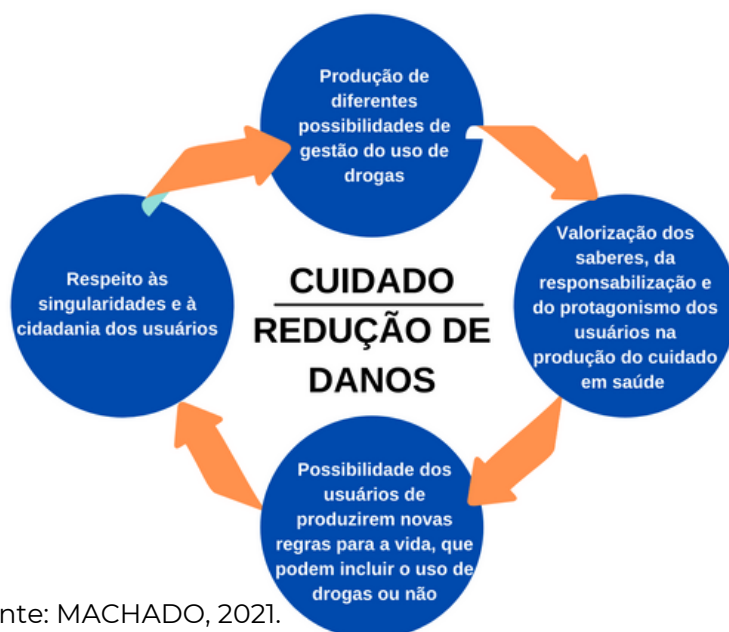 Produção de
diferentes
possibilidades de
gestão do uso de
drogas
Valorização dos
saberes, da
responsabilização e
do protagonismo dos
usuários na
produção do cuidado
em saúde
Respeito às
singularidades e à
cidadania dos usuários
CUIDADO
REDUÇÃO DE
DANOS
Possibilidade dos
usuários de
produzirem novas
regras para a vida, que
podem incluir o uso de
drogas ou não
nte: MACHADO, 2021.